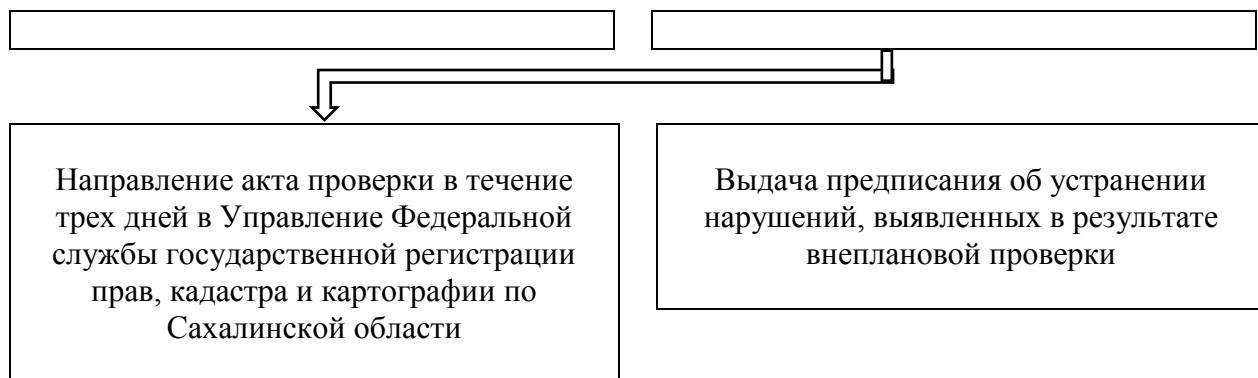 Направление акта проверки в течение
трех дней в Управление Федеральной
службы государственной регистрации
прав, кадастра и картографии по
Сахалинской области
Выдача предписания об устранении
нарушений, выявленных в результате
внеплановой проверки